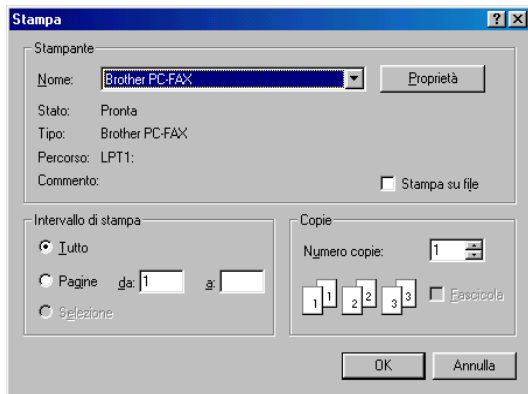 Stampa
Stampante
Nome: Brother PC-FAX Proprietà
Stato: Pronta
Tipo: Brother PC-FAX
Percorso: LPT1:
Commento: Stampa su file
Intervallo di stampa
Tutto
Pagine da: 1 a:
Selezione
Copie
Numero copie: 1
1 1 2 2 3 3 Fascicola
OK Annulla